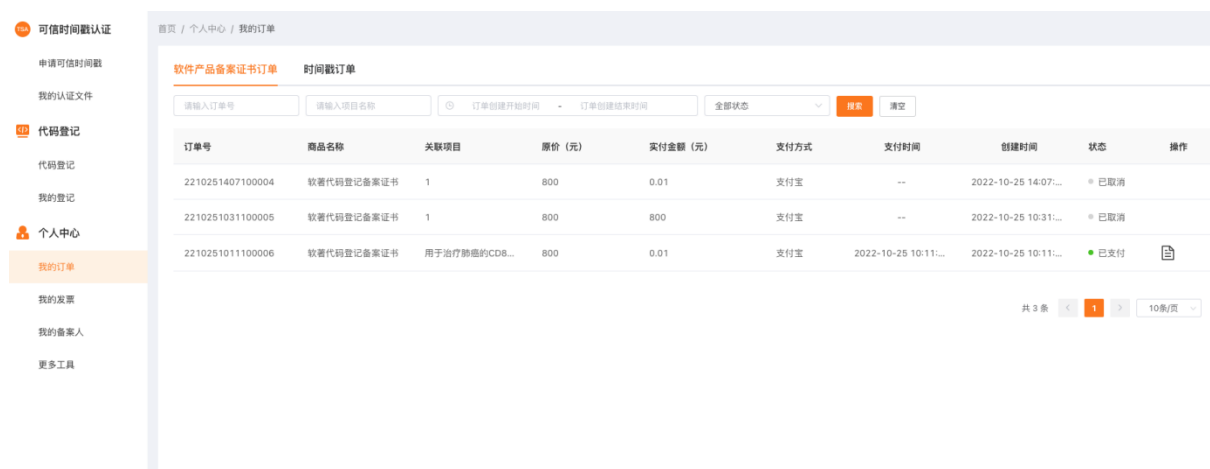 TSA 可信时间戳认证
申请可信时间戳
我的认证文件
代码登记
代码登记
我的登记
个人中心
我的订单
我的发票
我的备案人
更多工具
首页 / 个人中心 / 我的订单
软件产品备案证书订单 时间戳订单
请输入订单号 请输入项目名称 订单创建开始时间 - 订单创建结束时间 全部状态 搜索 清空
订单号 商品名称 关联项目 原价（元） 实付金额（元） 支付方式 支付时间 创建时间 状态 操作
2210251407100004 软著代码登记备案证书 1 800 0.01 支付宝 -- 2022-10-25 14:07:... 已取消
2210251031100005 软著代码登记备案证书 1 800 800 支付宝 -- 2022-10-25 10:31:... 已取消
2210251011100006 软著代码登记备案证书 用于治疗肺癌的CD8... 800 0.01 支付宝 2022-10-25 10:11:... 2022-10-25 10:11:... 已支付
共 3 条 < 1 > 10条/页